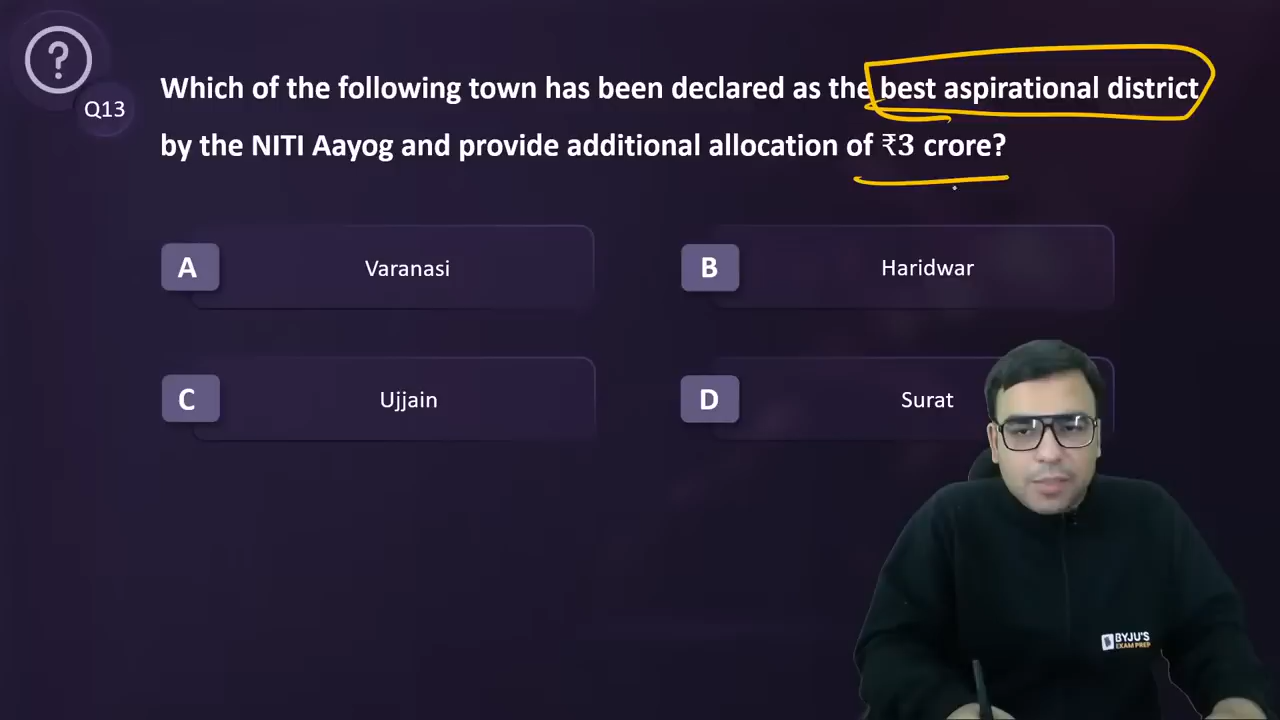 ?
Q13
Which of the following town has been declared as the best aspirational district
by the NITI Aayog and provide additional allocation of ₹3 crore?
A Varanasi
B Haridwar
C Ujjain
D Surat
BYJU'S
EXAM PREP